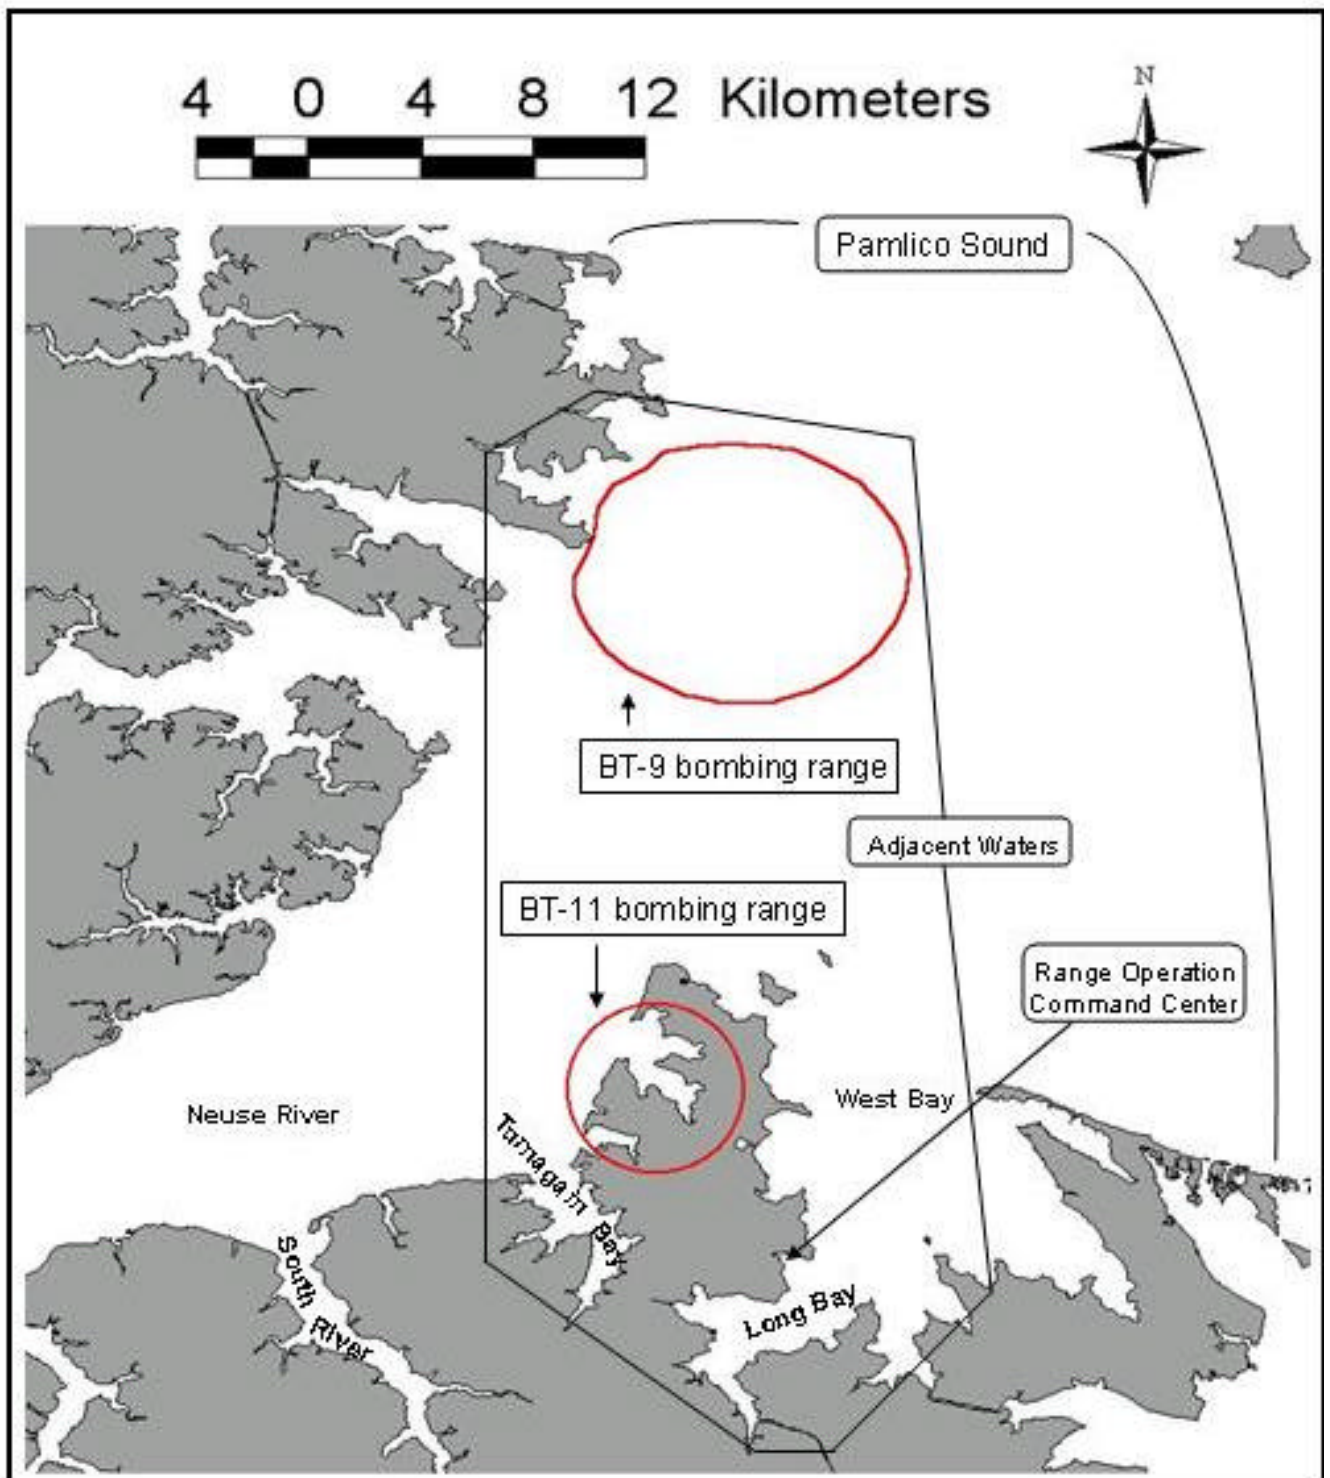 4 0 4 8 12 Kilometers
N
Pamlico Sound
BT-9 bombing range
Adjacent Waters
BT-11 bombing range
Range Operation
Command Center
West Bay
Neuse River
Turnagain Bay
South River
Long Bay